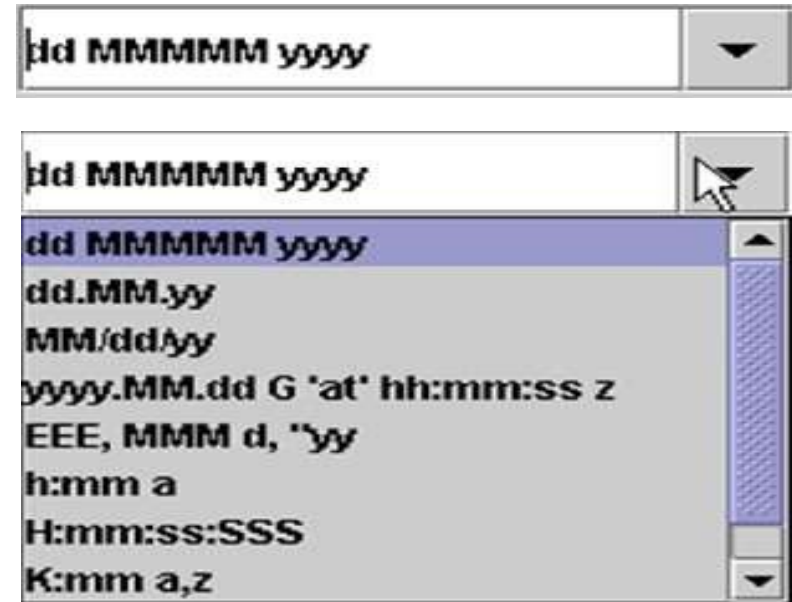 dd MMMMM yyyy
dd MMMMM yyyy
dd MMMMM yyyy
dd.MM.yy
MM/dd/yy
yyyy.MM.dd G 'at' hh:mm:ss z
EEE, MMM d, ''yy
h:mm a
H:mm:ss:SSS
K:mm a,z